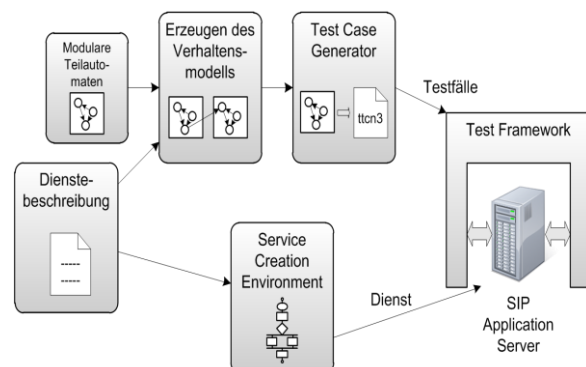 Modulare
Teilauto-
maten
Erzeugen des
Verhaltens-
modells
Test Case
Generator
ttcn3
Testfälle
Test Framework
SIP
Application
Server
Dienste-
beschreibung
-----
-----
Service
Creation
Environment
Dienst